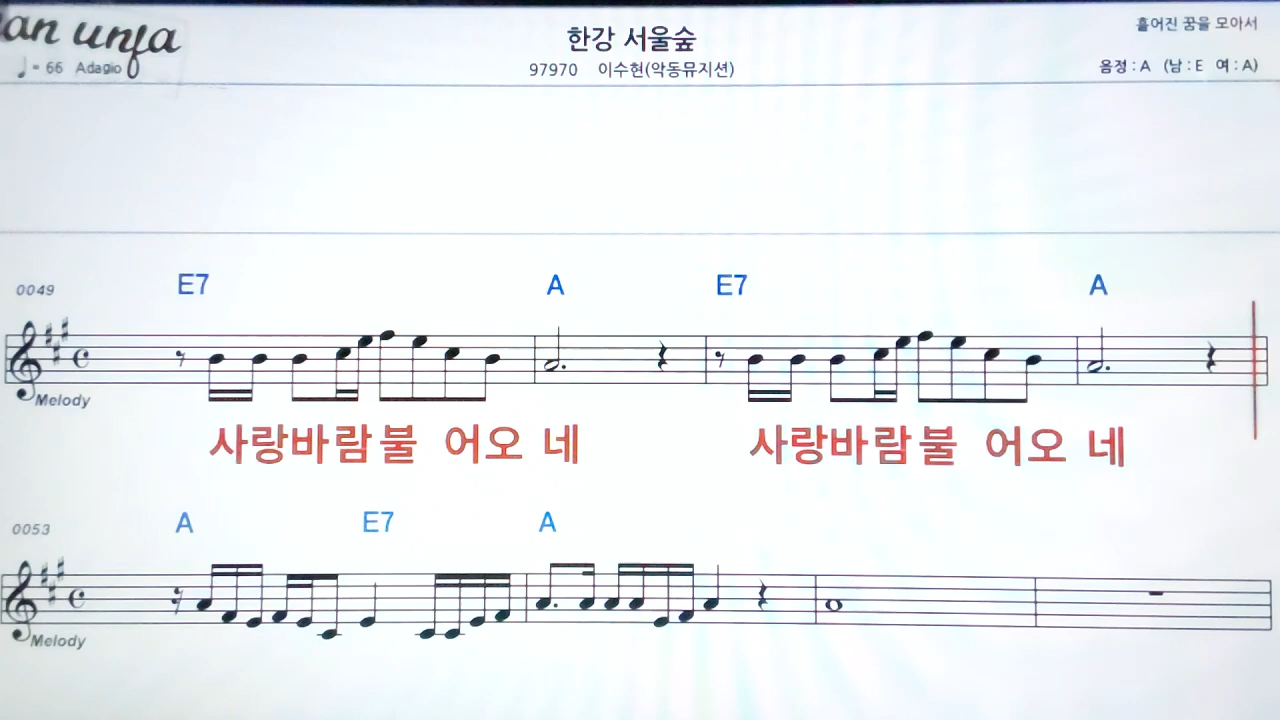 an unfa
한강 서울숲
흩어진 꿈을 모아서
♩= 66 Adagio
97970 이수현(악동뮤지션)
음정 : A (남 : E 여 : A)
0049
E7 A E7 A
Melody
사랑바람불 어오 네 사랑바람불 어오 네
0053
A E7 A
Melody